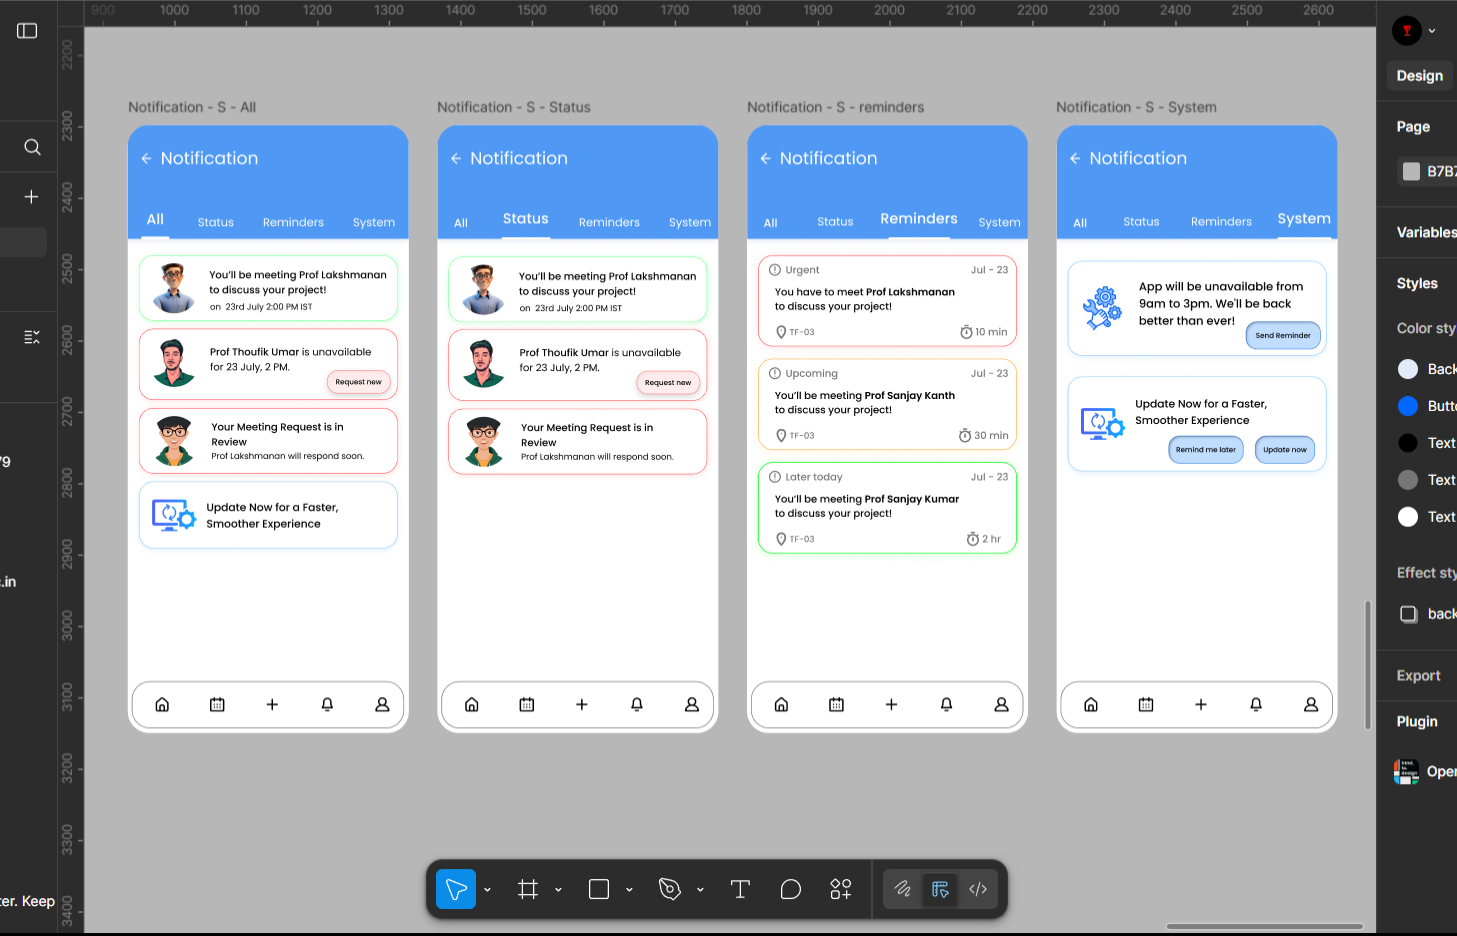 900 1000 1100 1200 1300 1400 1500 1600 1700 1800 1900 2000 2100 2200 2300 2400 2500 2600
2200
2300
2400
2500
2600
2700
2800
2900
3000
3100
3200
3300
3400
79
:.in
ter. Keep
Notification - S - All
Notification
All Status Reminders System
You'll be meeting Prof Lakshmanan
to discuss your project!
on 23rd July 2:00 PM IST
Prof Thoufik Umar is unavailable
for 23 July, 2 PM.
Request new
Your Meeting Request is in
Review
Prof Lakshmanan will respond soon.
Update Now for a Faster,
Smoother Experience
Notification - S - Status
Notification
All Status Reminders System
You'll be meeting Prof Lakshmanan
to discuss your project!
on 23rd July 2:00 PM IST
Prof Thoufik Umar is unavailable
for 23 July, 2 PM.
Request new
Your Meeting Request is in
Review
Prof Lakshmanan will respond soon.
Notification - S - reminders
Notification
All Status Reminders System
Urgent Jul - 23
You have to meet Prof Lakshmanan
to discuss your project!
TF-03 10 min
Upcoming Jul - 23
You'll be meeting Prof Sanjay Kanth
to discuss your project!
TF-03 30 min
Later today Jul - 23
You'll be meeting Prof Sanjay Kumar
to discuss your project!
TF-03 2 hr
Notification - S - System
Notification
All Status Reminders System
App will be unavailable from
9am to 3pm. We'll be back
better than ever!
Send Reminder
Update Now for a Faster,
Smoother Experience
Remind me later Update now
Design
Page
B7B7
Variables
Styles
Color sty
Back
Butto
Text
Text
Text
Effect sty
back
Export
Plugin
html.
to.
design
Oper